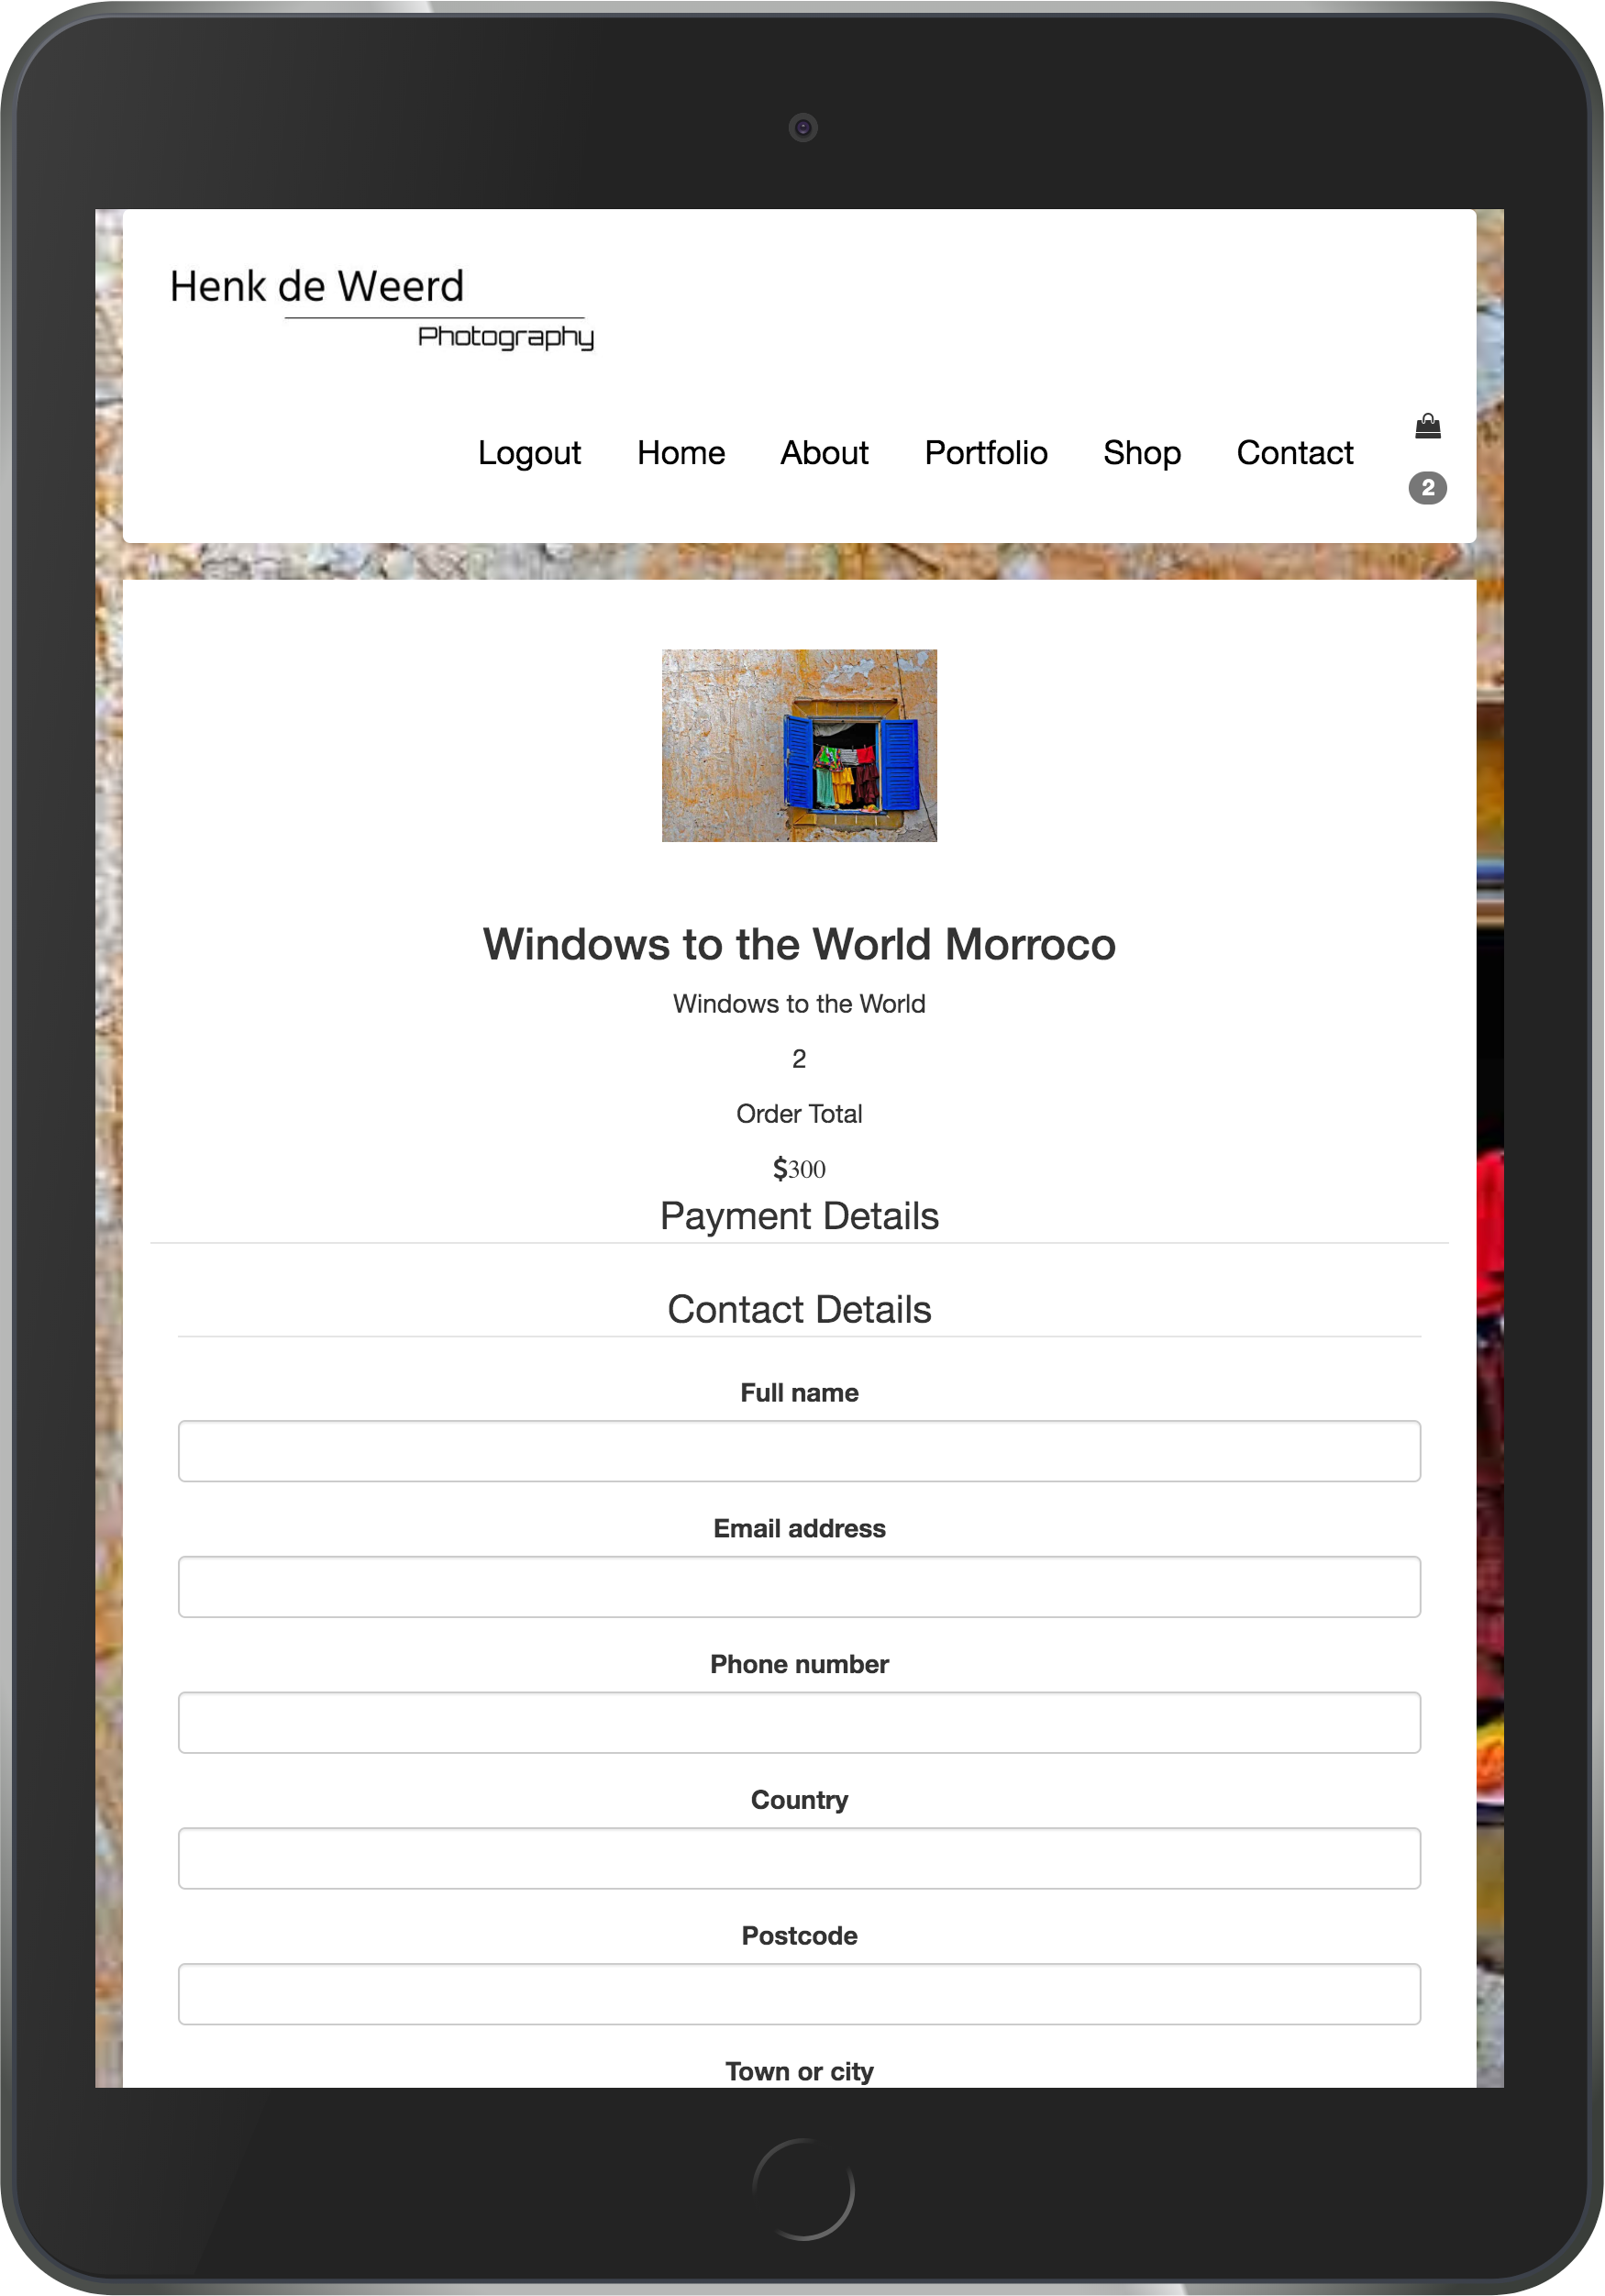 Henk de Weerd
Photography
Logout Home About Portfolio Shop Contact
2
Windows to the World Morroco
Windows to the World
2
Order Total
$300
Payment Details
Contact Details
Full name
Email address
Phone number
Country
Postcode
Town or city